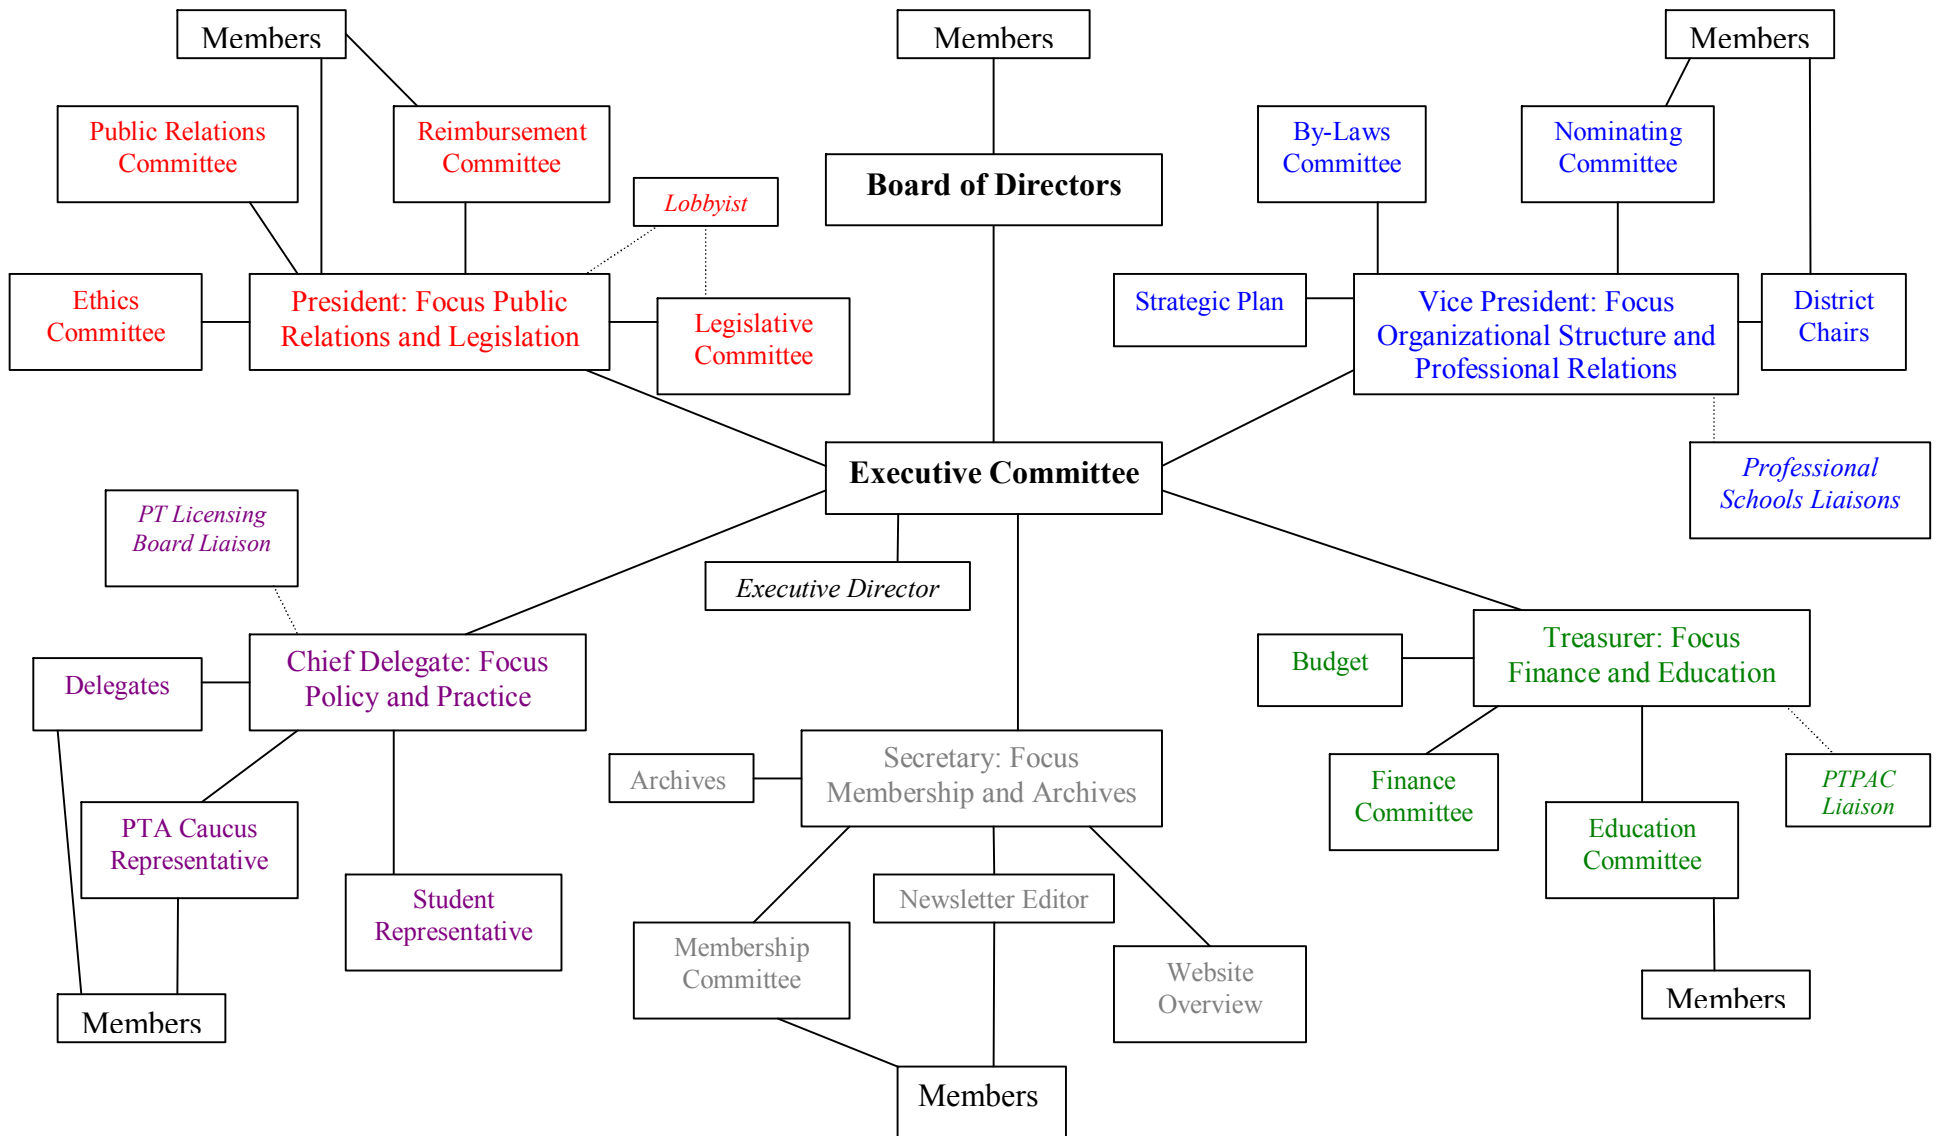 Members
Members
Members
Public Relations
Committee
Reimbursement
Committee
By-Laws
Committee
Nominating
Committee
Board of Directors
Lobbyist
Ethics
Committee
President: Focus Public
Relations and Legislation
Legislative
Committee
Strategic Plan
Vice President: Focus
Organizational Structure and
Professional Relations
District
Chairs
Executive Committee
Professional
Schools Liaisons
PT Licensing
Board Liaison
Executive Director
Delegates
Chief Delegate: Focus
Policy and Practice
Budget
Treasurer: Focus
Finance and Education
Archives
Secretary: Focus
Membership and Archives
Finance
Committee
PTPAC
Liaison
PTA Caucus
Representative
Education
Committee
Student
Representative
Newsletter Editor
Membership
Committee
Website
Overview
Members
Members
Members